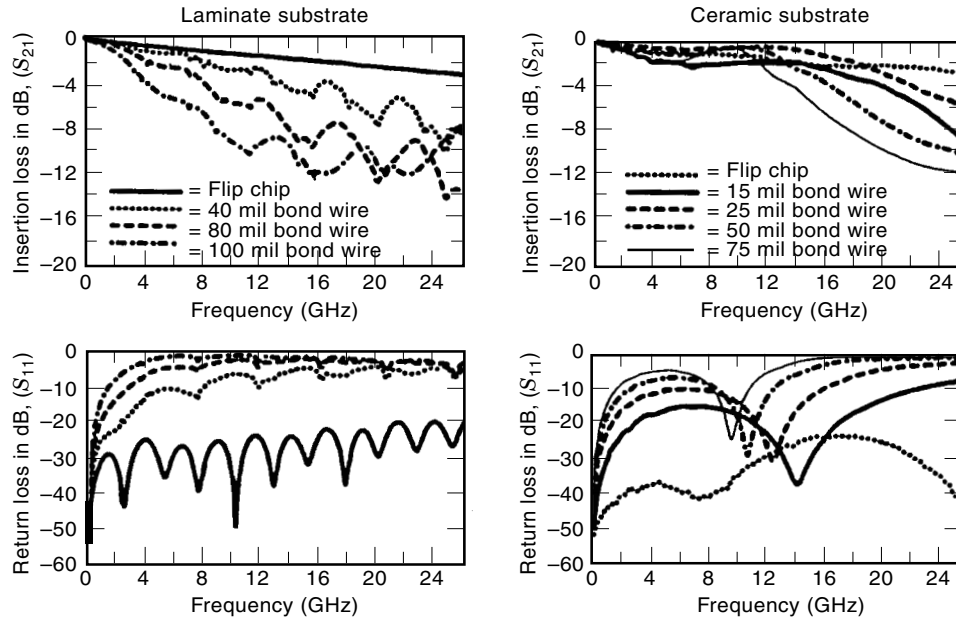 Laminate substrate
Insertion loss in dB, (S21)
0
−4
−8
−12
−16
−20
= Flip chip
= 40 mil bond wire
= 80 mil bond wire
= 100 mil bond wire
0 4 8 12 16 20 24
Frequency (GHz)
Ceramic substrate
Insertion loss in dB, (S21)
0
−4
−8
−12
−16
−20
= Flip chip
= 15 mil bond wire
= 25 mil bond wire
= 50 mil bond wire
= 75 mil bond wire
0 4 8 12 16 20 24
Frequency (GHz)
Return loss in dB, (S11)
0
−10
−20
−30
−40
−50
−60
0 4 8 12 16 20 24
Frequency (GHz)
Return loss in dB, (S11)
0
−10
−20
−30
−40
−50
−60
0 4 8 12 16 20 24
Frequency (GHz)